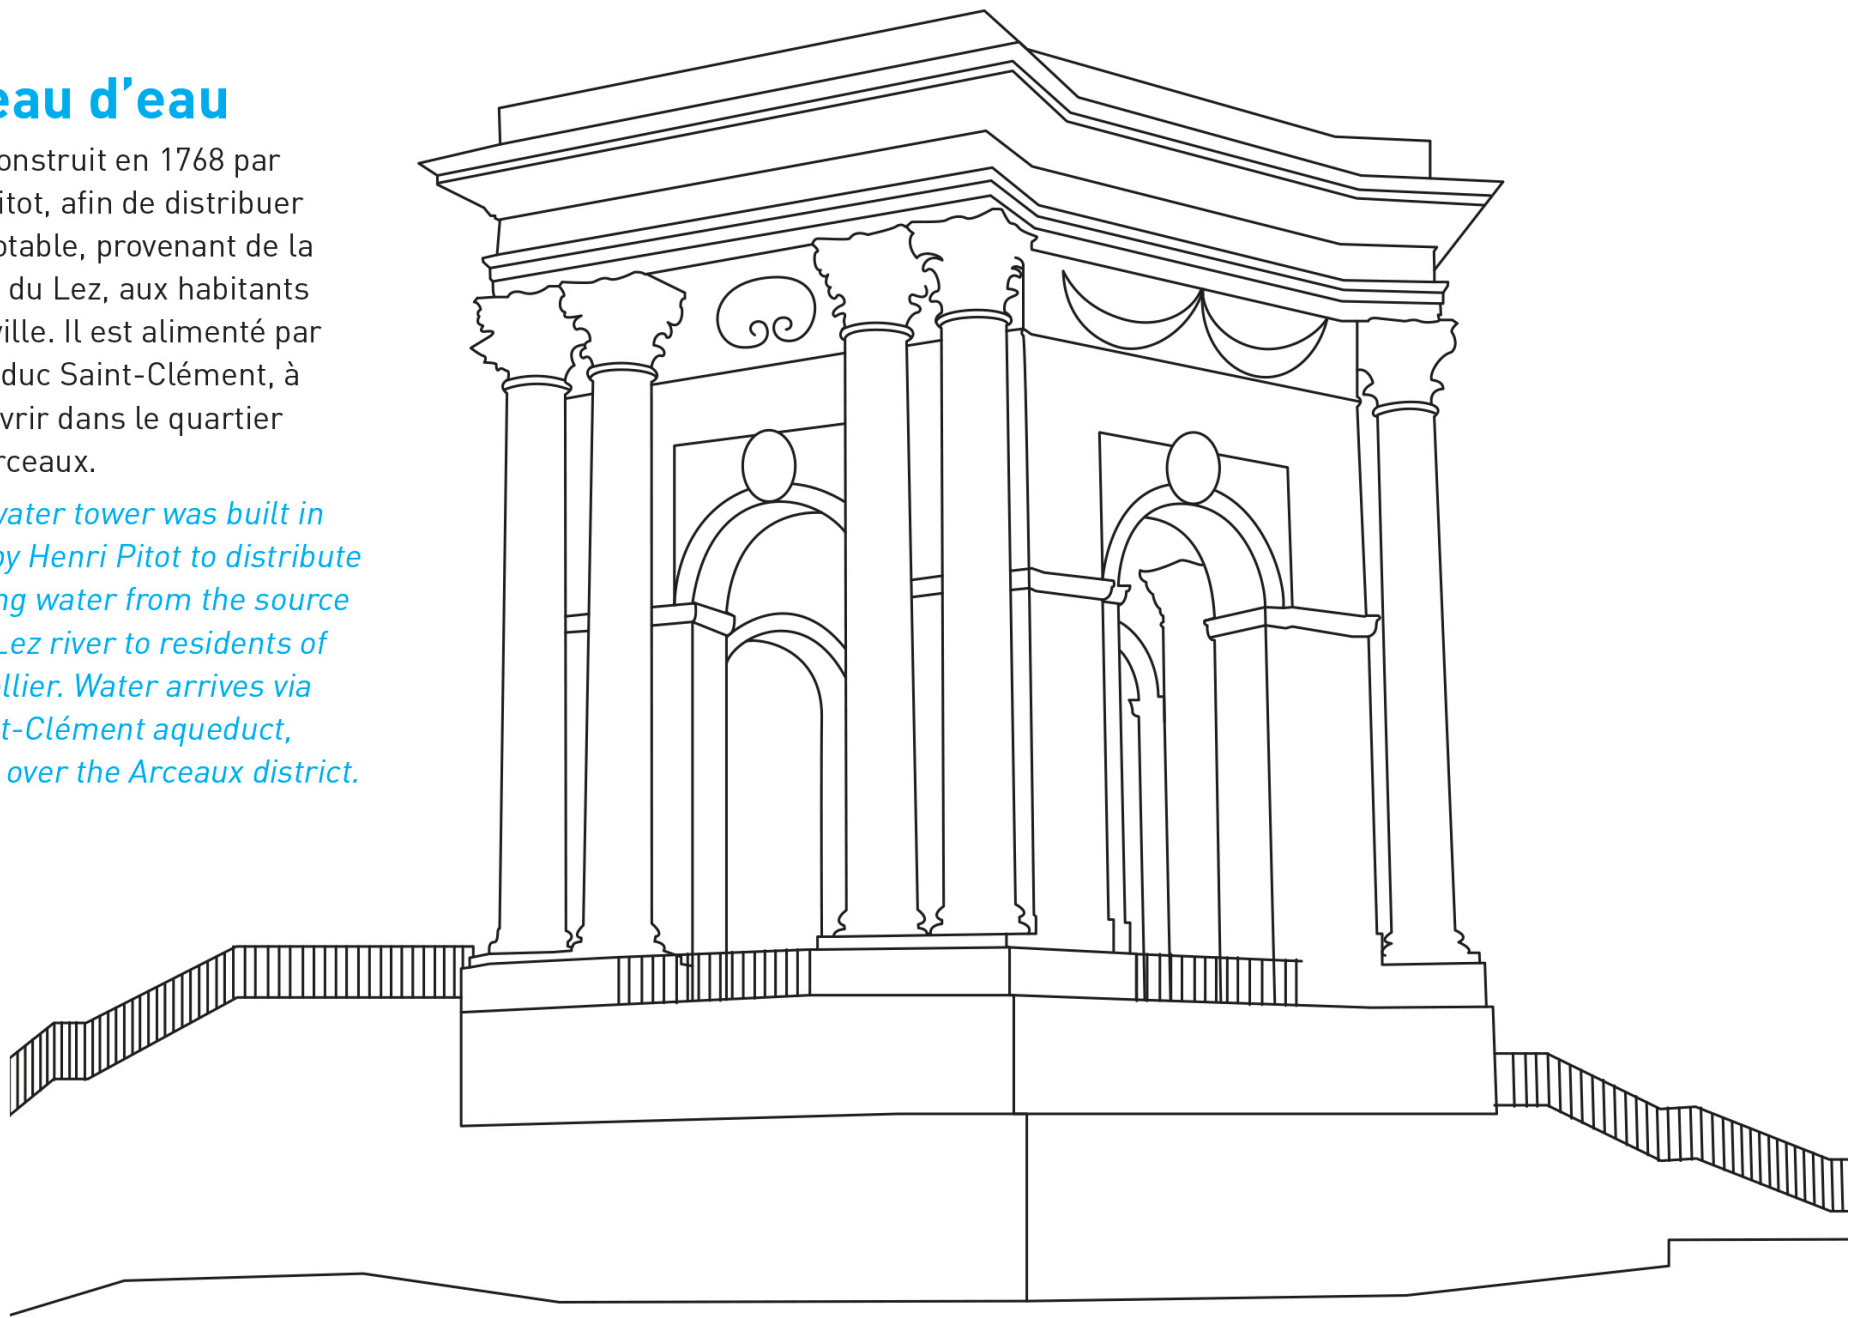 eau d’eau
onstruit en 1768 par
itot, afin de distribuer
otable, provenant de la
du Lez, aux habitants
ville. Il est alimenté par
duc Saint-Clément, à
vrir dans le quartier
rceaux.
water tower was built in
by Henri Pitot to distribute
ng water from the source
Lez river to residents of
llier. Water arrives via
t-Clément aqueduct,
over the Arceaux district.